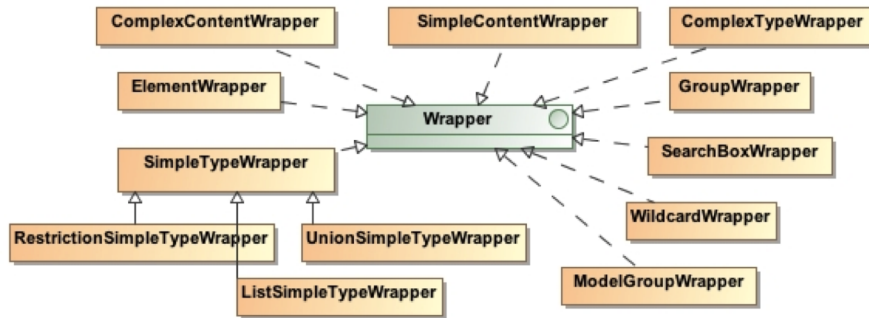 ComplexContentWrapper
SimpleContentWrapper
ComplexTypeWrapper
ElementWrapper
GroupWrapper
Wrapper
SimpleTypeWrapper
SearchBoxWrapper
WildcardWrapper
RestrictionSimpleTypeWrapper
UnionSimpleTypeWrapper
ModelGroupWrapper
ListSimpleTypeWrapper